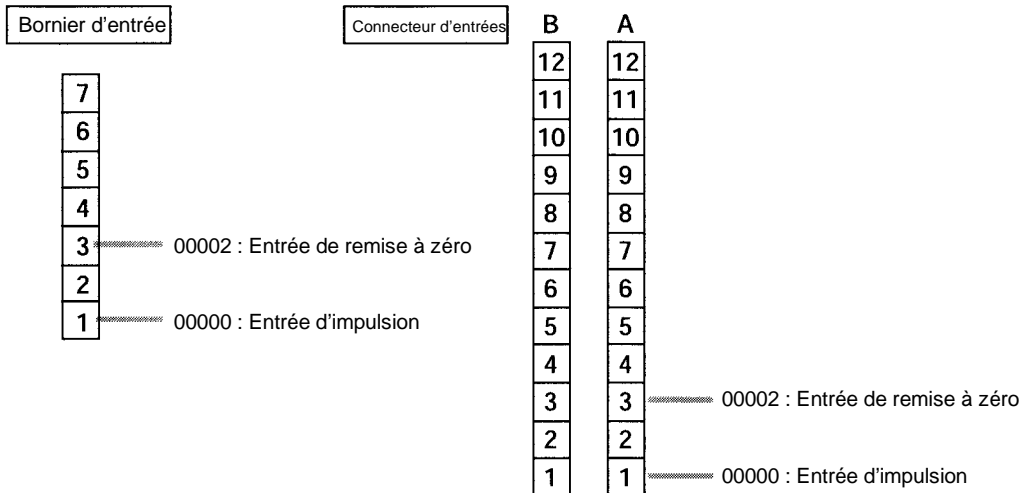 Bornier d'entrée
Connecteur d'entrées
B A
12 12
7
11 11
6
10 10
5
9 9
4
8 8
3 00002 : Entrée de remise à zéro
7 7
2
6 6
1 00000 : Entrée d'impulsion
5 5
4 4
3 3 00002 : Entrée de remise à zéro
2 2
1 1 00000 : Entrée d'impulsion